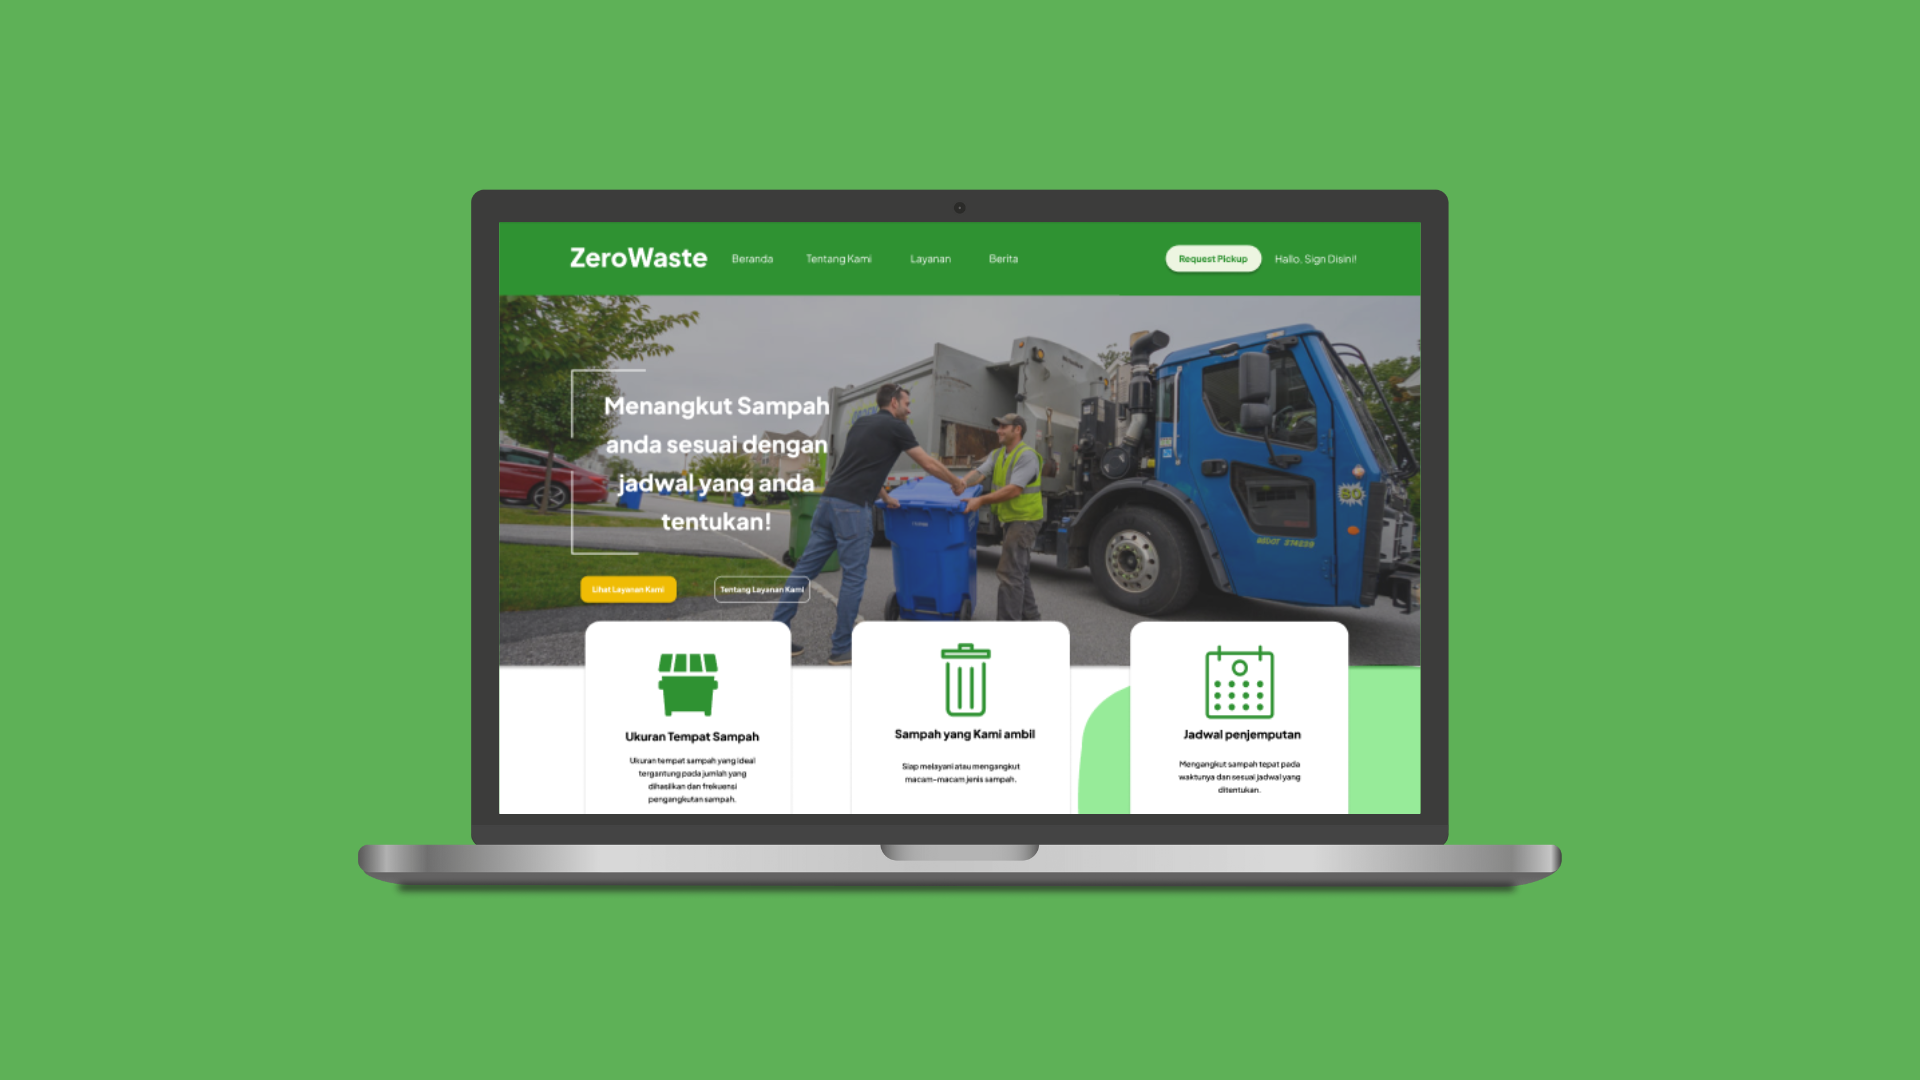 ZeroWaste
Beranda
Tentang Kami
Layanan
Berita
Request Pickup
Hallo, Sign Disini!
Menangkut Sampah
anda sesuai dengan
jadwal yang anda
tentukan!
Lihat Layanan Kami
Tentang Layanan Kami
Ukuran Tempat Sampah
Ukuran tempat sampah yang ideal
tergantung pada jumlah yang
dihasilkan dan frekuensi
pengangkutan sampah.
Sampah yang Kami ambil
Siap melayani atau mengangkut
macam-macam jenis sampah.
Jadwal penjemputan
Mengangkut sampah tepat pada
waktunya dan sesuai jadwal yang
ditentukan.